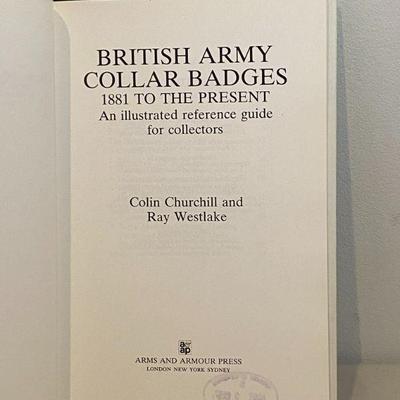 BRITISH ARMY
COLLAR BADGES
1881 TO THE PRESENT
An illustrated reference guide
for collectors
Colin Churchill and
Ray Westlake
ARMS AND ARMOUR PRESS
LONDON NEW YORK SYDNEY